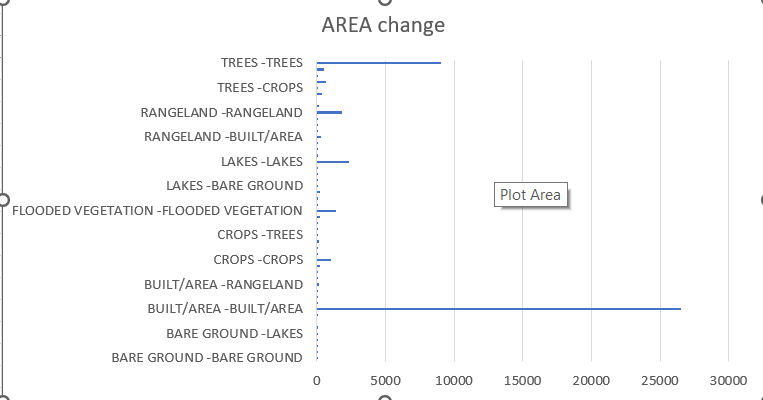 AREA change
TREES -TREES
TREES -CROPS
RANGELAND -RANGELAND
RANGELAND -BUILT/AREA
LAKES -LAKES
LAKES -BARE GROUND
Plot Area
FLOODED VEGETATION -FLOODED VEGETATION
CROPS -TREES
CROPS -CROPS
BUILT/AREA -RANGELAND
BUILT/AREA -BUILT/AREA
BARE GROUND -LAKES
BARE GROUND -BARE GROUND
0 5000 10000 15000 20000 25000 30000